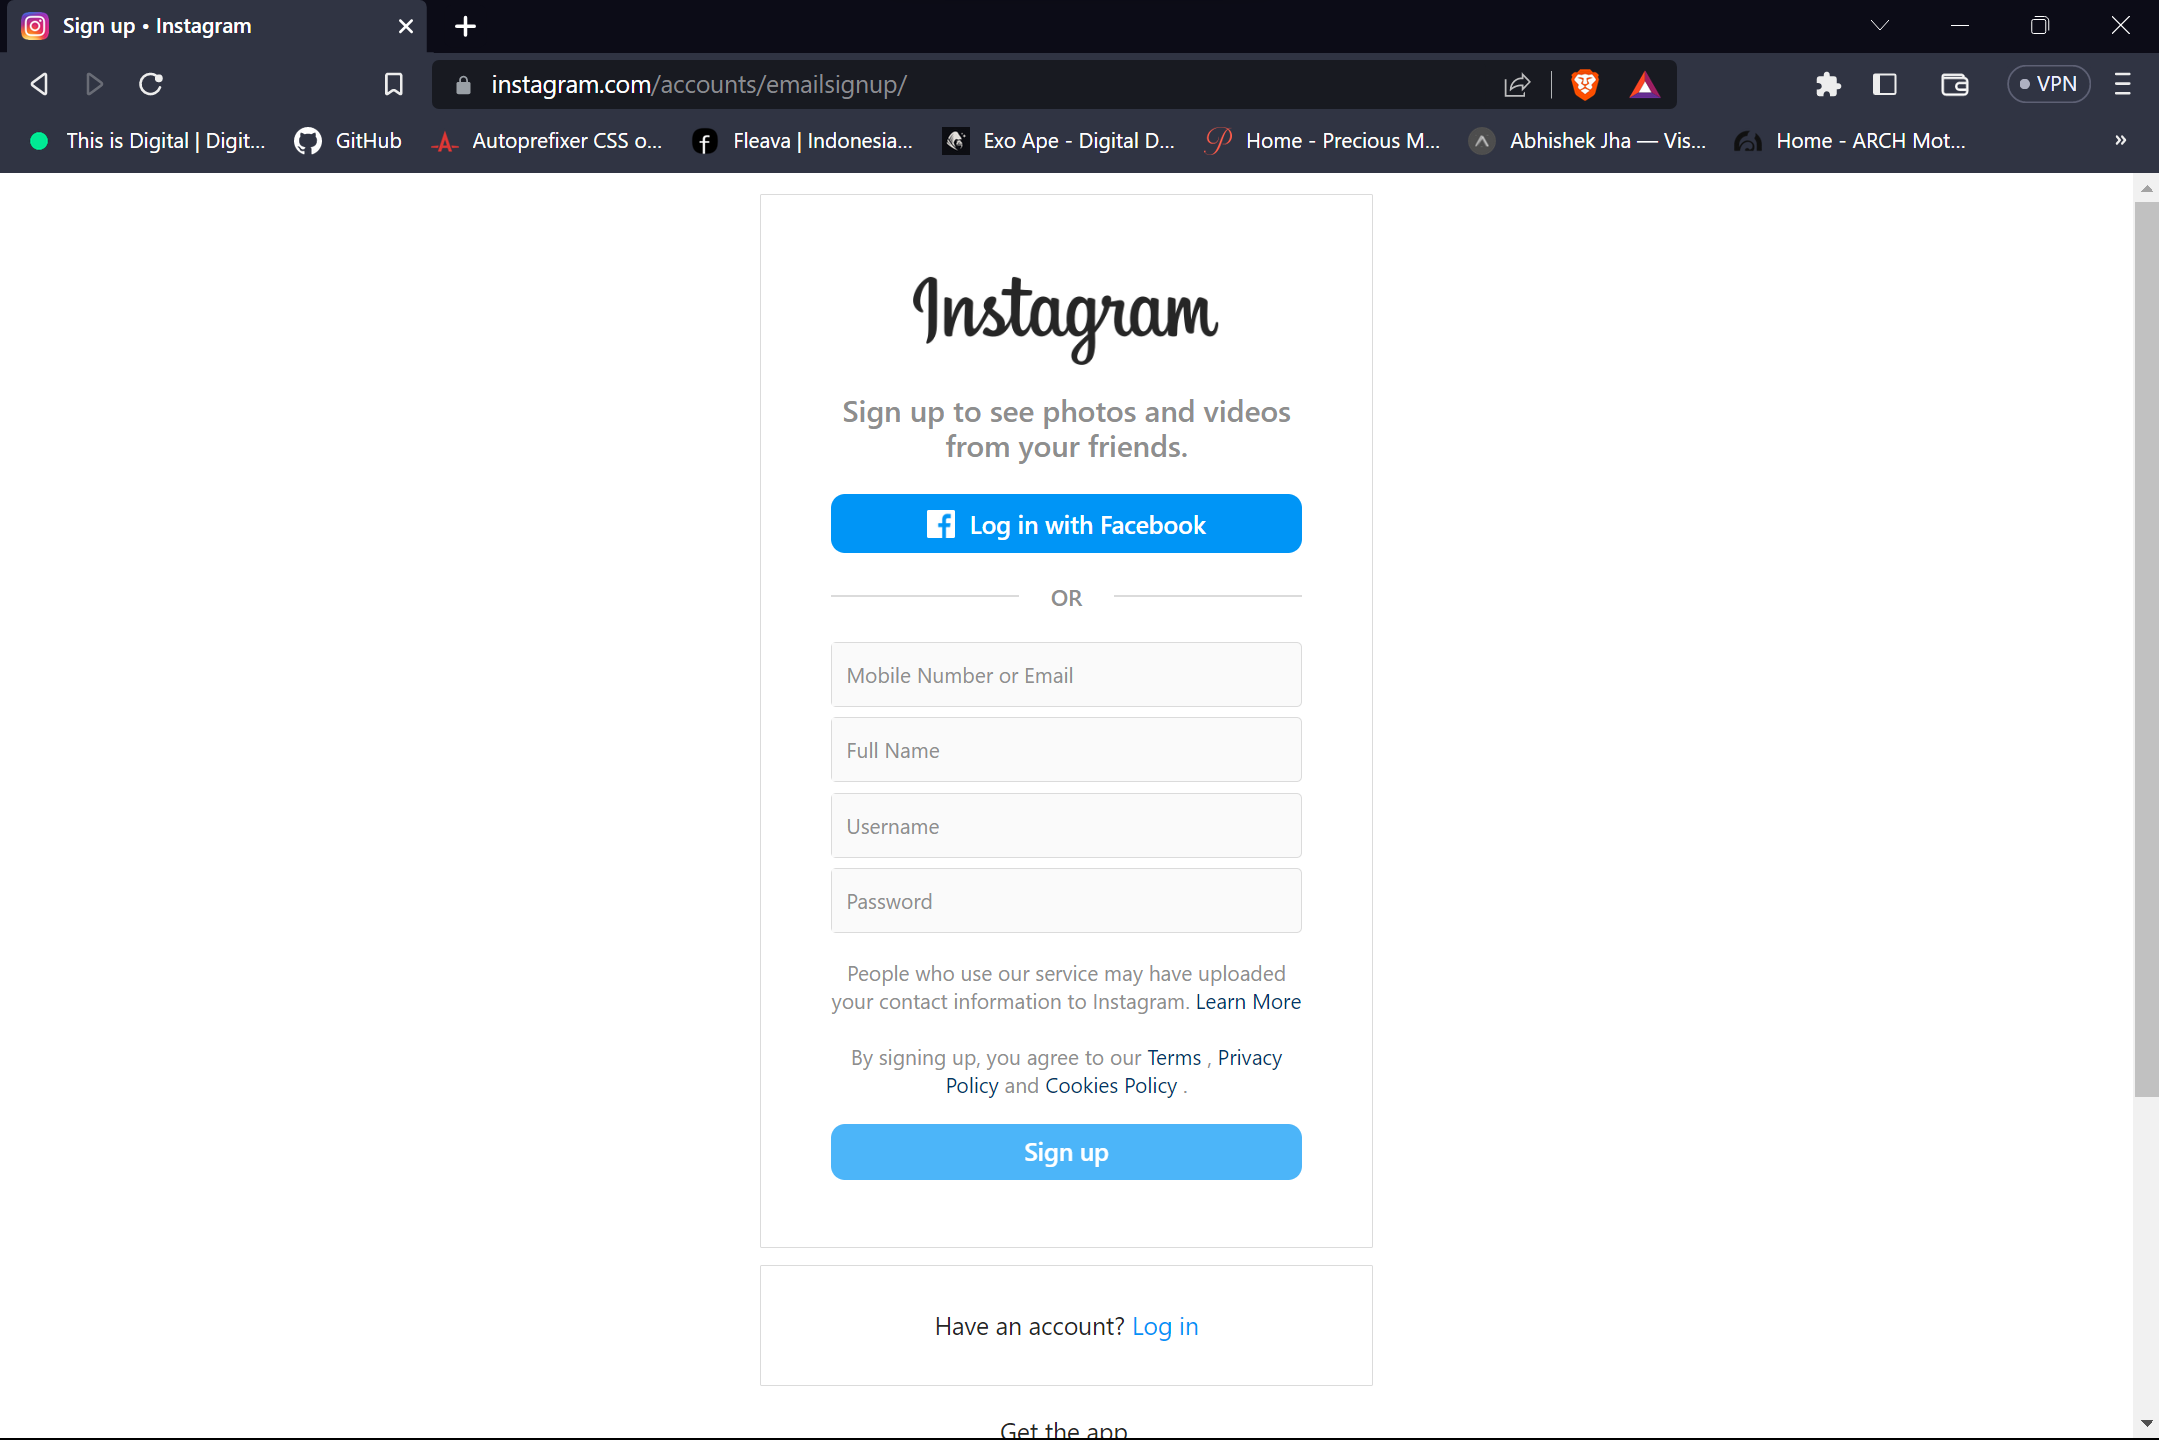 Sign up • Instagram
instagram.com/accounts/emailsignup/
VPN
This is Digital | Digit...
GitHub
Autoprefixer CSS o...
Fleava | Indonesia...
Exo Ape - Digital D...
Home - Precious M...
Abhishek Jha — Vis...
Home - ARCH Mot...
Instagram
Sign up to see photos and videos
from your friends.
Log in with Facebook
OR
Mobile Number or Email
Full Name
Username
Password
People who use our service may have uploaded
your contact information to Instagram. Learn More
By signing up, you agree to our Terms , Privacy
Policy and Cookies Policy .
Sign up
Have an account? Log in
Get the app